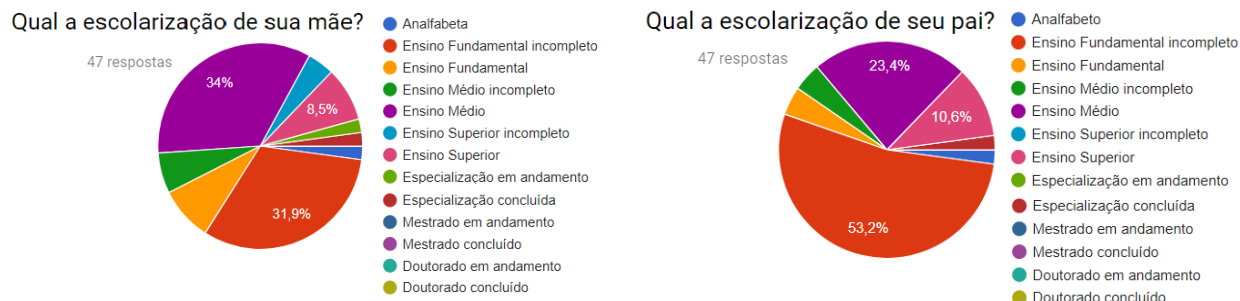 Qual a escolarização de sua mãe?
47 respostas
34%
8,5%
31,9%
Analfabeta
Ensino Fundamental incompleto
Ensino Fundamental
Ensino Médio incompleto
Ensino Médio
Ensino Superior incompleto
Ensino Superior
Especialização em andamento
Especialização concluída
Mestrado em andamento
Mestrado concluído
Doutorado em andamento
Doutorado concluído
Qual a escolarização de seu pai?
47 respostas
23,4%
10,6%
53,2%
Analfabeto
Ensino Fundamental incompleto
Ensino Fundamental
Ensino Médio incompleto
Ensino Médio
Ensino Superior incompleto
Ensino Superior
Especialização em andamento
Especialização concluída
Mestrado em andamento
Mestrado concluído
Doutorado em andamento
Doutorado concluído